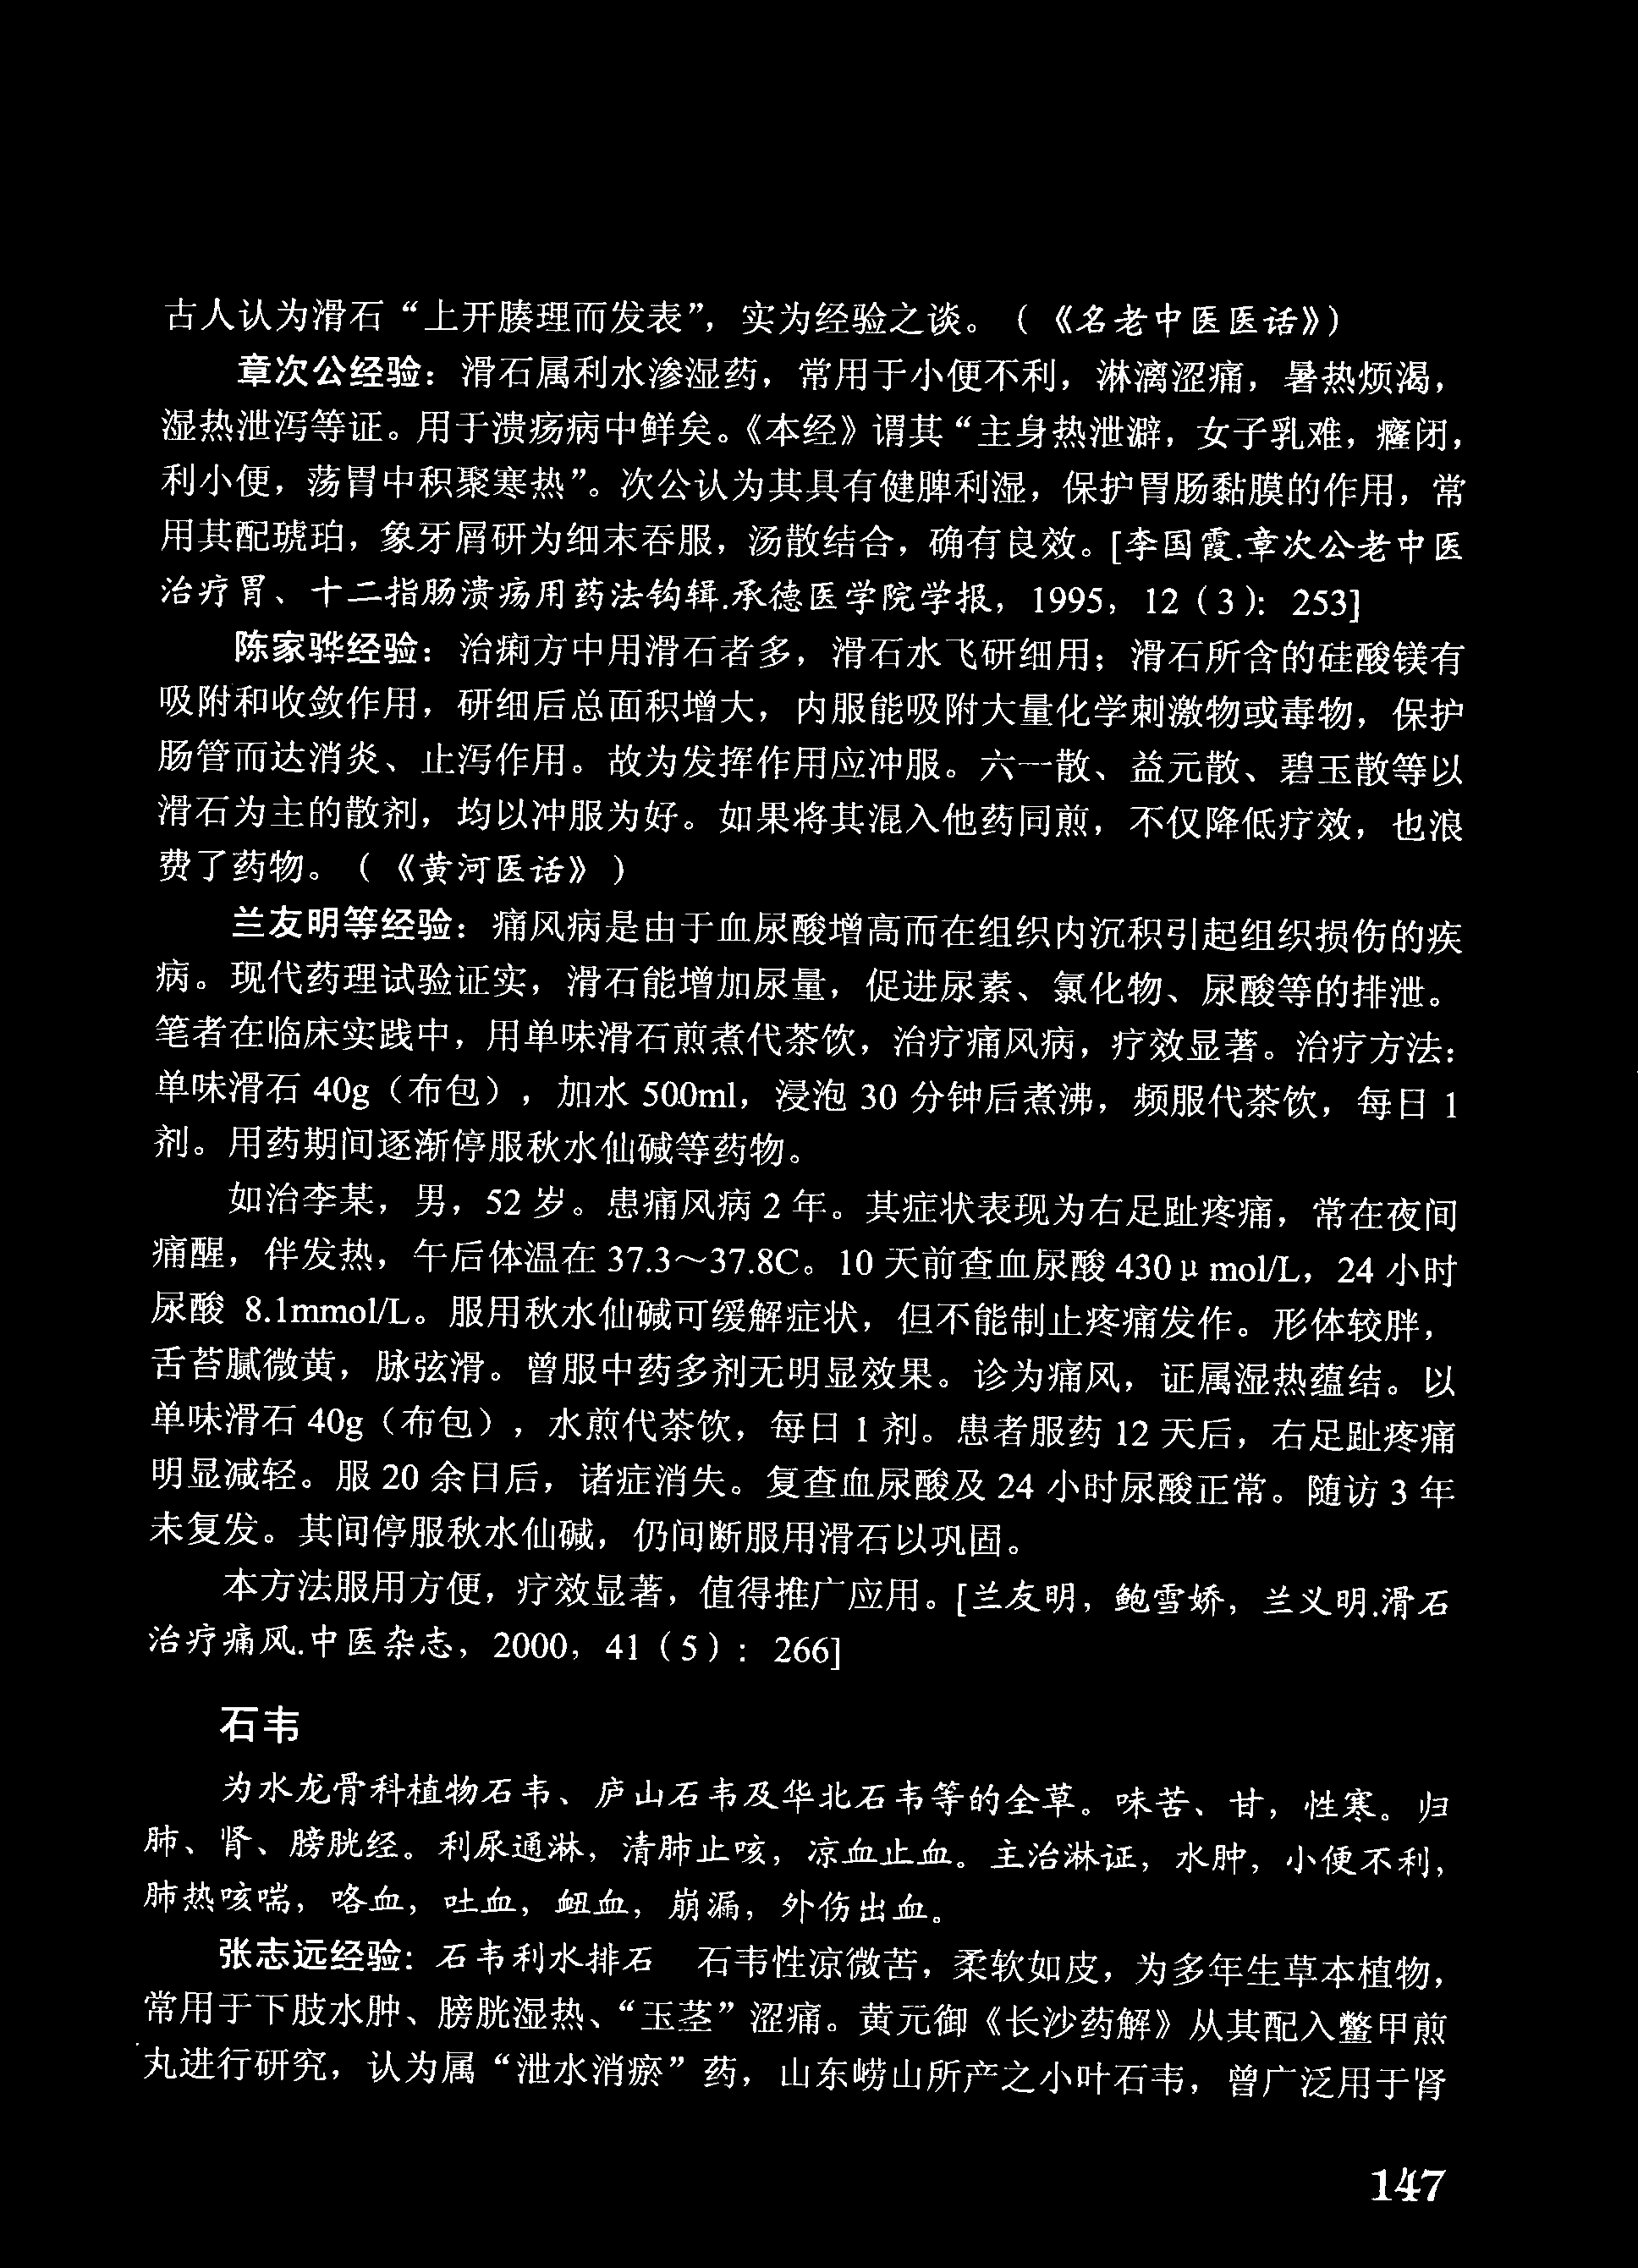 古人认为滑石“上开腠理而发表”，实为经验之谈。（《名老中医医话》）
章次公经验：滑石属利水渗湿药，常用于小便不利，淋漓涩痛，暑热烦渴，
湿热泄泻等证。用于溃疡病中鲜矣。《本经》谓其“主身热泄澼，女子乳难，癃闭，
利小便，荡胃中积聚寒热”。次公认为其具有健脾利湿，保护胃肠黏膜的作用，常
用其配琥珀，象牙屑研为细末吞服，汤散结合，确有良效。[李国霞.章次公老中医
治疗胃、十二指肠溃疡用药法钩辑.承德医学院学报，1995，12（3）：253]
陈家骅经验：治痢方中用滑石者多，滑石水飞研细用；滑石所含的硅酸镁有
吸附和收敛作用，研细后总面积增大，内服能吸附大量化学刺激物或毒物，保护
肠管而达消炎、止泻作用。故为发挥作用应冲服。六一散、益元散、碧玉散等以
滑石为主的散剂，均以冲服为好。如果将其混入他药同煎，不仅降低疗效，也浪
费了药物。（《黄河医话》）
兰友明等经验：痛风病是由于血尿酸增高而在组织内沉积引起组织损伤的疾
病。现代药理试验证实，滑石能增加尿量，促进尿素、氯化物、尿酸等的排泄。
笔者在临床实践中，用单味滑石煎煮代茶饮，治疗痛风病，疗效显著。治疗方法：
单味滑石 40g（布包），加水 500ml，浸泡 30 分钟后煮沸，频服代茶饮，每日 1
剂。用药期间逐渐停服秋水仙碱等药物。
如治李某，男，52 岁。患痛风病 2 年。其症状表现为右足趾疼痛，常在夜间
痛醒，伴发热，午后体温在 37.3～37.8C。10 天前查血尿酸 430μmol/L，24 小时
尿酸 8.1mmol/L。服用秋水仙碱可缓解症状，但不能制止疼痛发作。形体较胖，
舌苔腻微黄，脉弦滑。曾服中药多剂无明显效果。诊为痛风，证属湿热蕴结。以
单味滑石 40g（布包），水煎代茶饮，每日 1 剂。患者服药 12 天后，右足趾疼痛
明显减轻。服 20 余日后，诸症消失。复查血尿酸及 24 小时尿酸正常。随访 3 年
未复发。其间停服秋水仙碱，仍间断服用滑石以巩固。
本方法服用方便，疗效显著，值得推广应用。[兰友明，鲍雪娇，兰义明.滑石
治疗痛风.中医杂志，2000，41（5）：266]
石韦
为水龙骨科植物石韦、庐山石韦及华北石韦等的全草。味苦、甘，性寒。归
肺、肾、膀胱经。利尿通淋，清肺止咳，凉血止血。主治淋证，水肿，小便不利，
肺热咳喘，咯血，吐血，衄血，崩漏，外伤出血。
张志远经验：石韦利水排石　石韦性凉微苦，柔软如皮，为多年生草本植物，
常用于下肢水肿、膀胱湿热、“玉茎”涩痛。黄元御《长沙药解》从其配入鳖甲煎
丸进行研究，认为属“泄水消瘀”药，山东崂山所产之小叶石韦，曾广泛用于肾
147